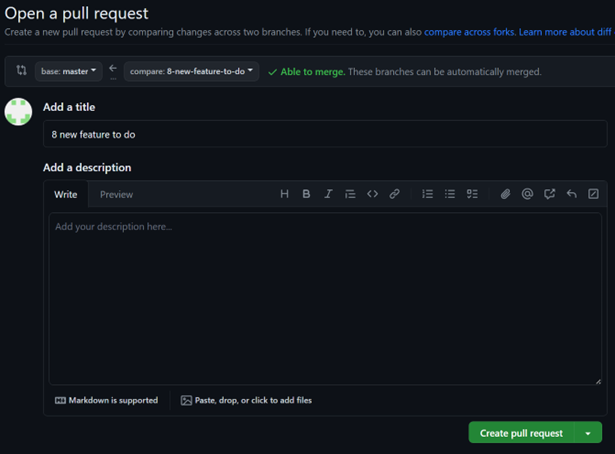 Open a pull request
Create a new pull request by comparing changes across two branches. If you need to, you can also compare across forks. Learn more about diff
base: master ← compare: 8-new-feature-to-do ✓ Able to merge. These branches can be automatically merged.
Add a title
8 new feature to do
Add a description
Write Preview H B I
Add your description here...
Markdown is supported Paste, drop, or click to add files
Create pull request